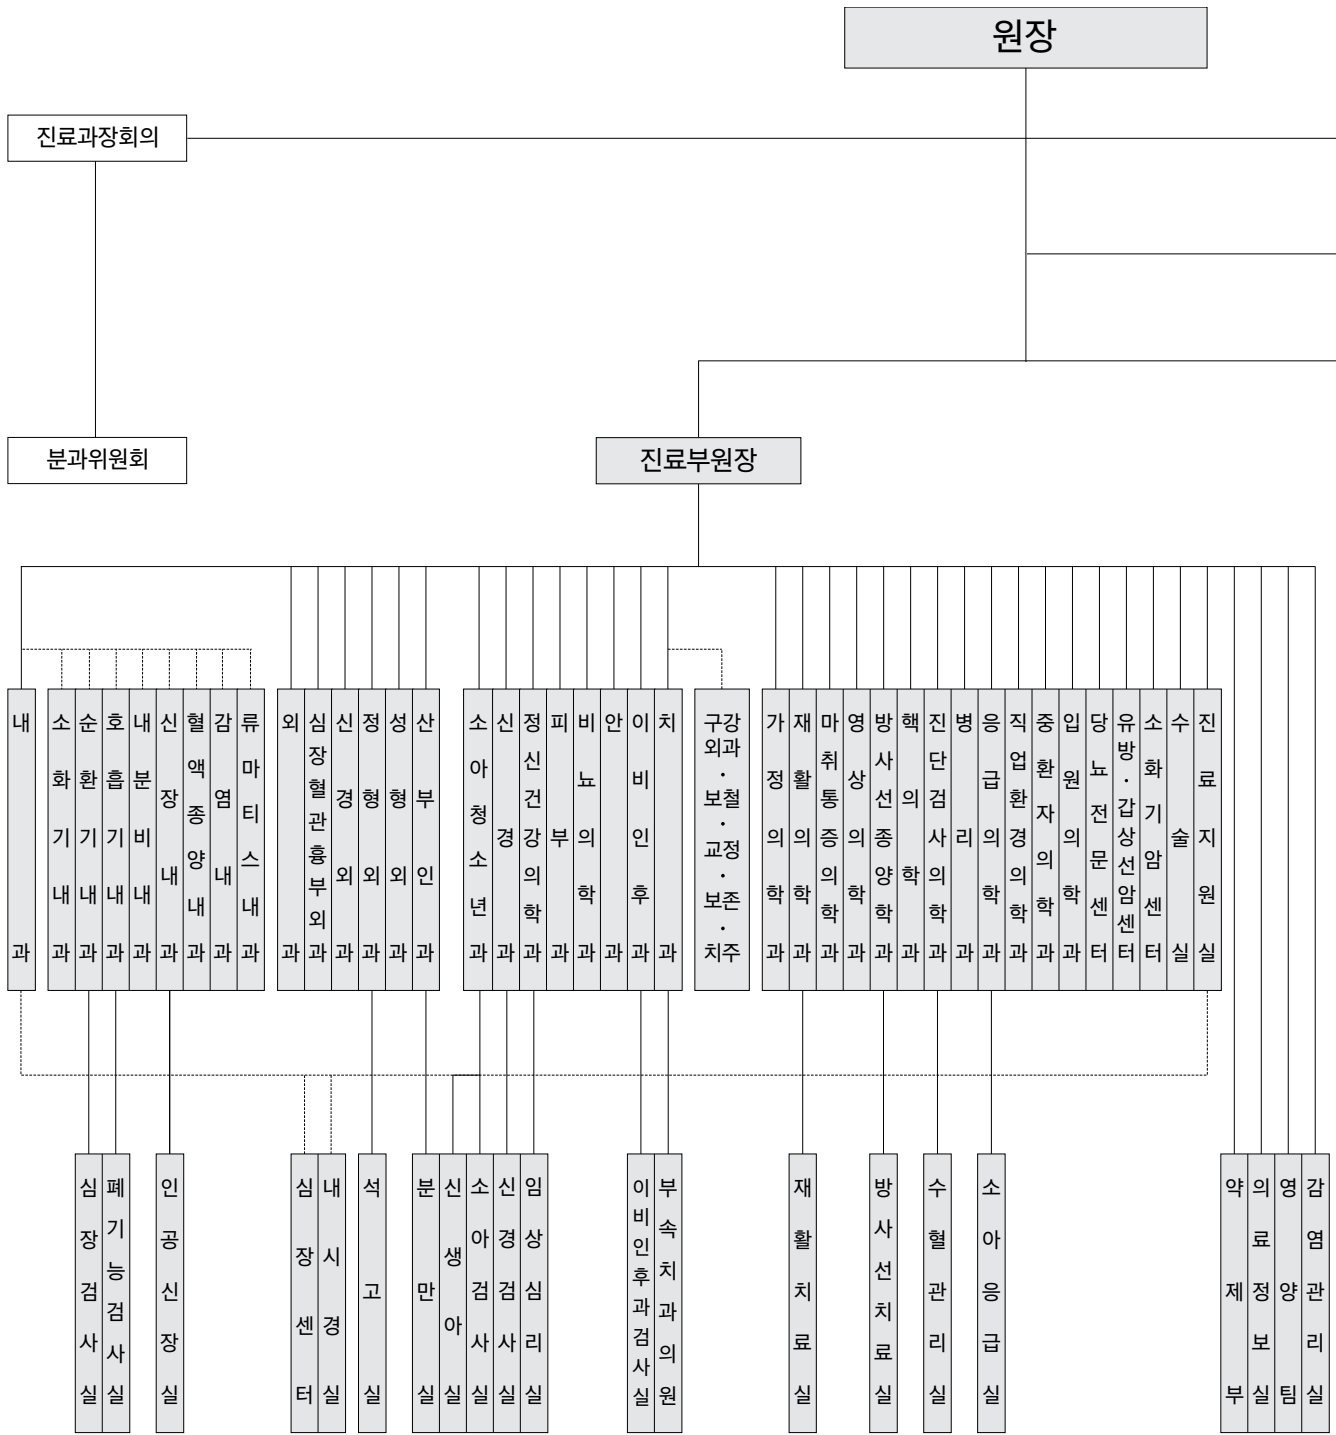 원장
진료과장회의
분과위원회
진료부원장
내과
소화기내과
순환기내과
호흡기내과
내분비내과
신장내과
혈액종양내과
감염내과
류마티스내과
외과
심장혈관흉부외과
신경외과
정형외과
성형외과
산부인과
소아청소년과
신경과
정신건강의학과
피부과
비뇨의학과
안과
이비인후과
치과
구강
외과
·
보철
·
교정
·
보존
·
치주
가정의학과
재활의학과
마취통증의학과
영상의학과
방사선종양학과
핵의학과
진단검사의학과
병리과
응급의학과
직업환경의학과
중환자의학과
입원의학과
당뇨전문센터
유방·갑상선암센터
소화기암센터
수술실
진료지원실
심장검사실
폐기능검사실
인공신장실
심장센터
내시경실
석고실
분만실
신생아실
소아검사실
신경검사실
임상심리실
이비인후과검사실
부속치과의원
재활치료실
방사선치료실
수혈관리실
소아응급실
약제부
의료정보실
영양팀
감염관리실